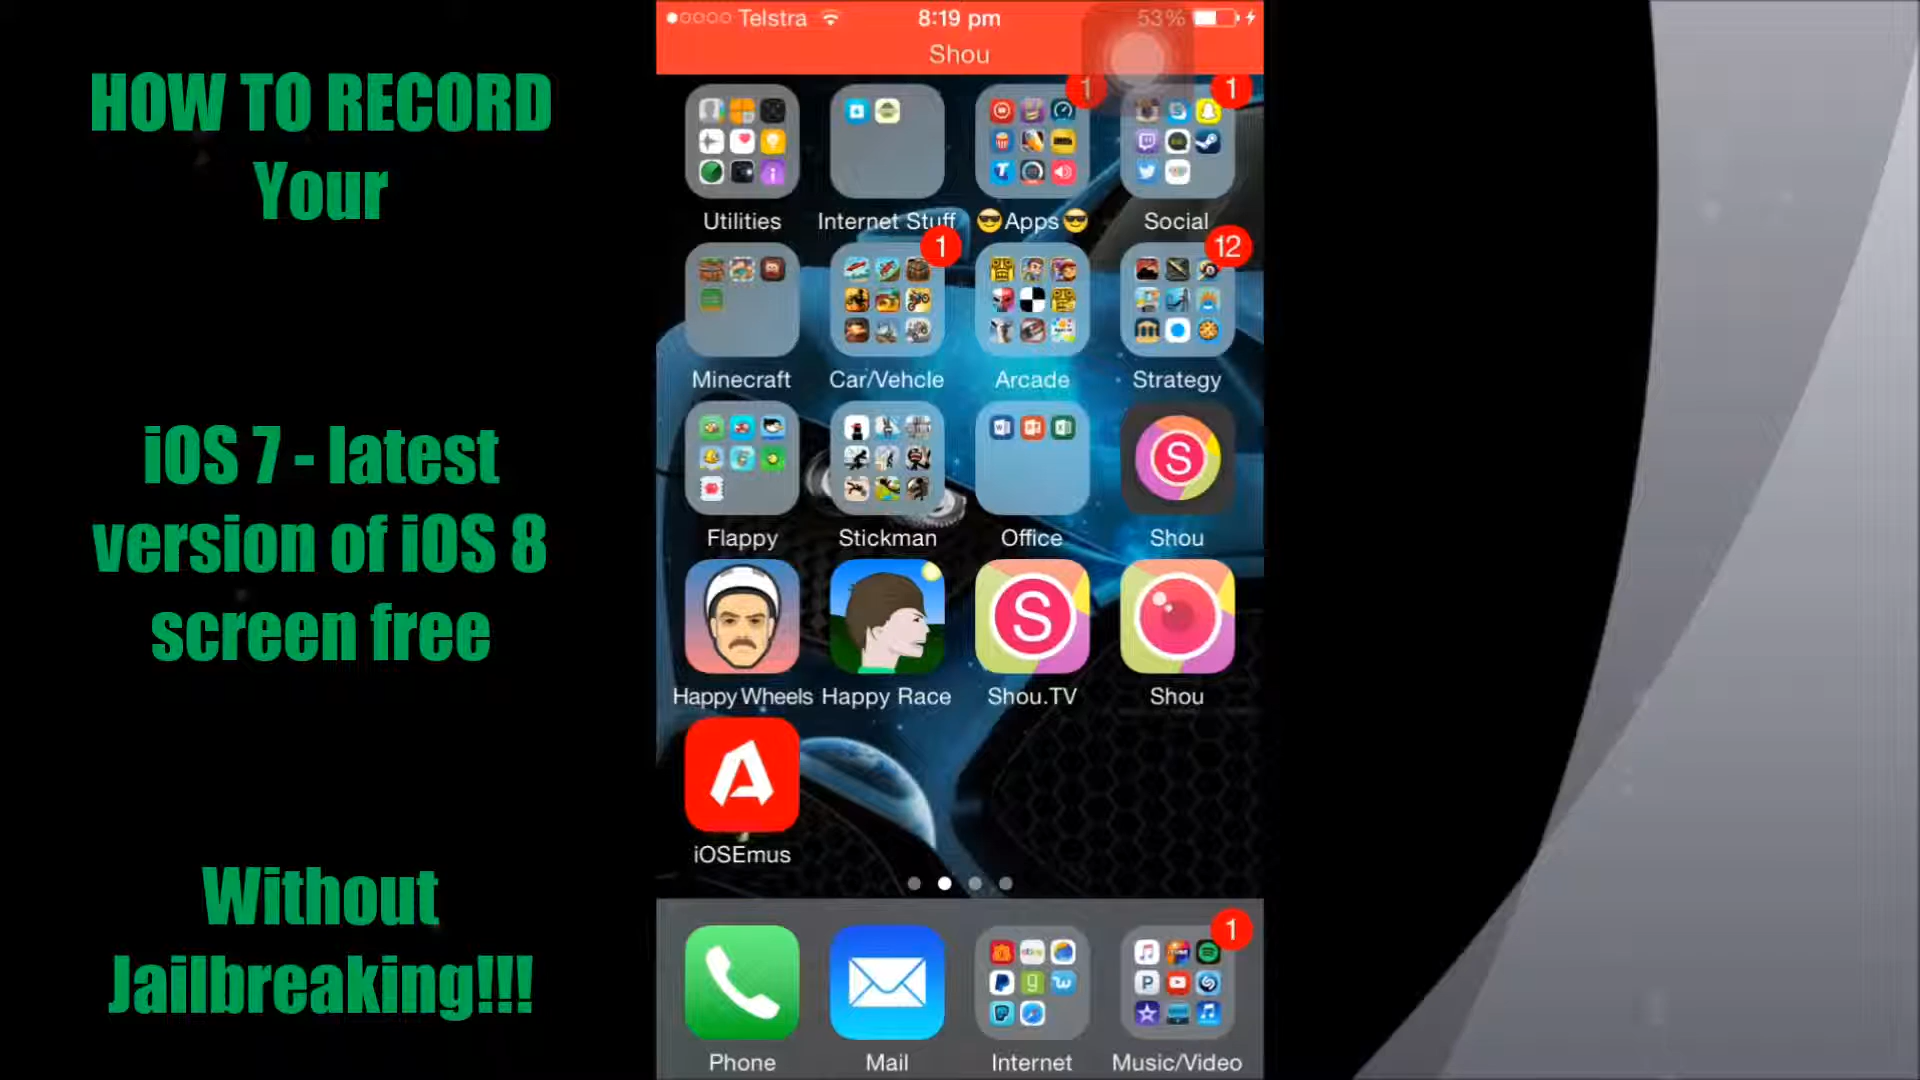 HOW TO RECORD
Your
iOS 7 - latest
version of iOS 8
screen free
Without
Jailbreaking!!!
Telstra 8:19 pm 53%
Shou
1 1
Utilities Internet Stuff Apps Social
1 12
Minecraft Car/Vehcle Arcade Strategy
S
Flappy Stickman Office Shou
S
Happy Wheels Happy Race Shou.TV Shou
iOSEmus
1
Phone Mail Internet Music/Video